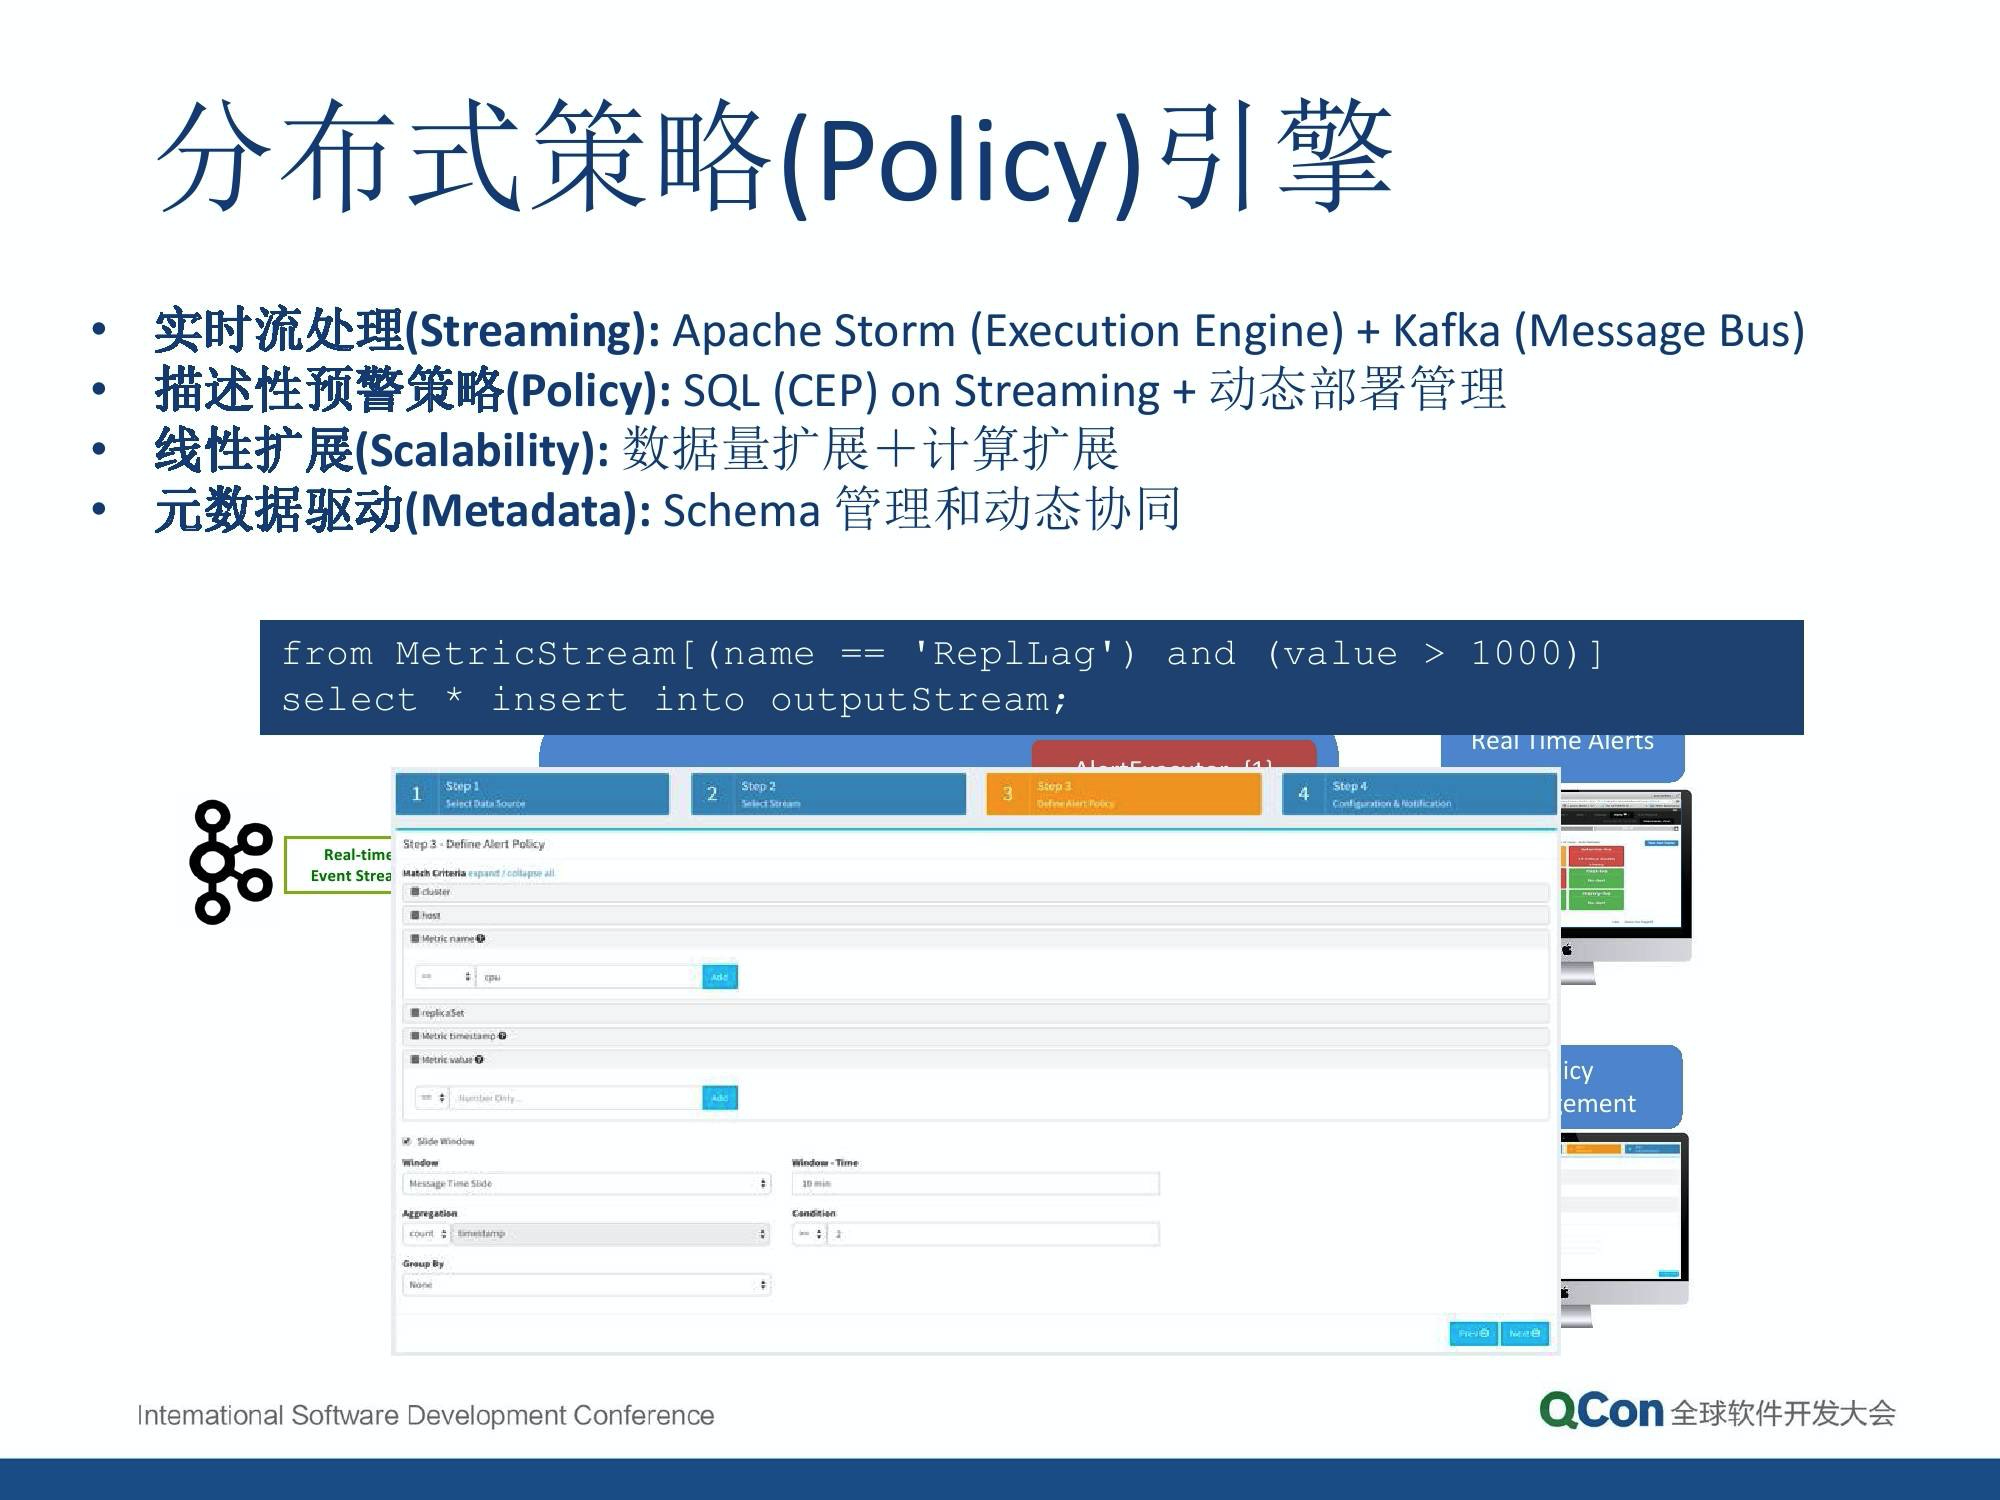 分布式策略(Policy)引擎
• 实时流处理(Streaming): Apache Storm (Execution Engine) + Kafka (Message Bus)
• 描述性预警策略(Policy): SQL (CEP) on Streaming + 动态部署管理
• 线性扩展(Scalability): 数据量扩展＋计算扩展
• 元数据驱动(Metadata): Schema 管理和动态协同
from MetricStream[(name == 'ReplLag') and (value > 1000)]
select * insert into outputStream;
Real Time Alerts
AlertExecutor_{1}
1 Step 1
Select Data Source
2 Step 2
Select Stream
3 Step 3
Define Alert Policy
4 Step 4
Configuration & Notification
Real-time
Event Strea
Step 3 - Define Alert Policy
Match Criteria expand / collapse all
cluster
host
Metric name
== cpu Add
replicaSet
Metric timestamp
Metric value
== Number Only... Add
Slide Window
Window
Message Time Slide
Window - Time
10 min
Aggregation
count timestamp
Condition
>= 2
Group By
None
Prev Next
icy
ement
International Software Development Conference
QCon 全球软件开发大会